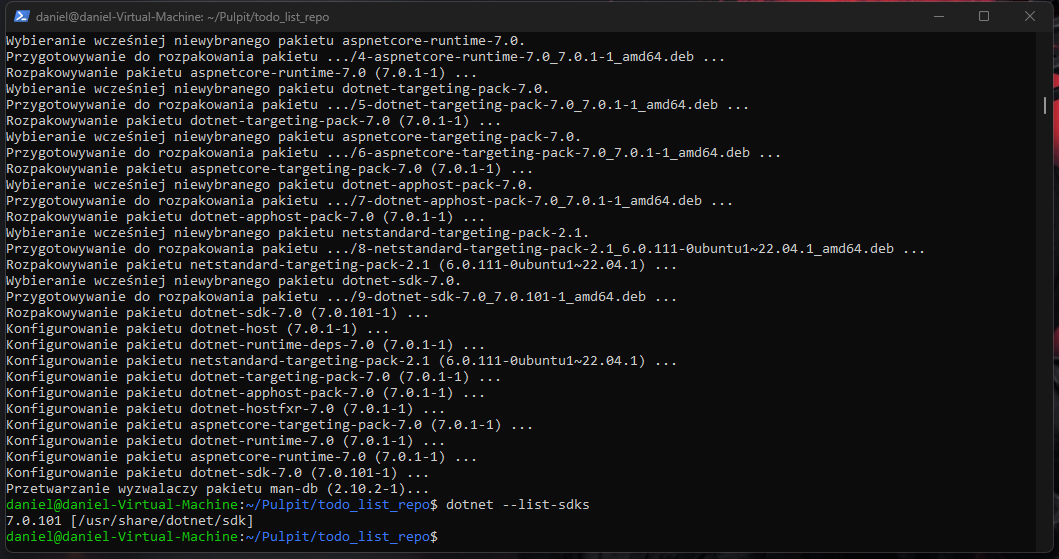 daniel@daniel-Virtual-Machine: ~/Pulpit/todo_list_repo
Wybieranie wcześniej niewybranego pakietu aspnetcore-runtime-7.0.
Przygotowywanie do rozpakowania pakietu .../4-aspnetcore-runtime-7.0_7.0.1-1_amd64.deb ...
Rozpakowywanie pakietu aspnetcore-runtime-7.0 (7.0.1-1) ...
Wybieranie wcześniej niewybranego pakietu dotnet-targeting-pack-7.0.
Przygotowywanie do rozpakowania pakietu .../5-dotnet-targeting-pack-7.0_7.0.1-1_amd64.deb ...
Rozpakowywanie pakietu dotnet-targeting-pack-7.0 (7.0.1-1) ...
Wybieranie wcześniej niewybranego pakietu aspnetcore-targeting-pack-7.0.
Przygotowywanie do rozpakowania pakietu .../6-aspnetcore-targeting-pack-7.0_7.0.1-1_amd64.deb ...
Rozpakowywanie pakietu aspnetcore-targeting-pack-7.0 (7.0.1-1) ...
Wybieranie wcześniej niewybranego pakietu dotnet-apphost-pack-7.0.
Przygotowywanie do rozpakowania pakietu .../7-dotnet-apphost-pack-7.0_7.0.1-1_amd64.deb ...
Rozpakowywanie pakietu dotnet-apphost-pack-7.0 (7.0.1-1) ...
Wybieranie wcześniej niewybranego pakietu netstandard-targeting-pack-2.1.
Przygotowywanie do rozpakowania pakietu .../8-netstandard-targeting-pack-2.1_6.0.111-0ubuntu1~22.04.1_amd64.deb ...
Rozpakowywanie pakietu netstandard-targeting-pack-2.1 (6.0.111-0ubuntu1~22.04.1) ...
Wybieranie wcześniej niewybranego pakietu dotnet-sdk-7.0.
Przygotowywanie do rozpakowania pakietu .../9-dotnet-sdk-7.0_7.0.101-1_amd64.deb ...
Rozpakowywanie pakietu dotnet-sdk-7.0 (7.0.101-1) ...
Konfigurowanie pakietu dotnet-host (7.0.1-1) ...
Konfigurowanie pakietu dotnet-runtime-deps-7.0 (7.0.1-1) ...
Konfigurowanie pakietu netstandard-targeting-pack-2.1 (6.0.111-0ubuntu1~22.04.1) ...
Konfigurowanie pakietu dotnet-targeting-pack-7.0 (7.0.1-1) ...
Konfigurowanie pakietu dotnet-apphost-pack-7.0 (7.0.1-1) ...
Konfigurowanie pakietu dotnet-hostfxr-7.0 (7.0.1-1) ...
Konfigurowanie pakietu aspnetcore-targeting-pack-7.0 (7.0.1-1) ...
Konfigurowanie pakietu dotnet-runtime-7.0 (7.0.1-1) ...
Konfigurowanie pakietu aspnetcore-runtime-7.0 (7.0.1-1) ...
Konfigurowanie pakietu dotnet-sdk-7.0 (7.0.101-1) ...
Przetwarzanie wyzwalaczy pakietu man-db (2.10.2-1)...
daniel@daniel-Virtual-Machine:~/Pulpit/todo_list_repo$ dotnet --list-sdks
7.0.101 [/usr/share/dotnet/sdk]
daniel@daniel-Virtual-Machine:~/Pulpit/todo_list_repo$